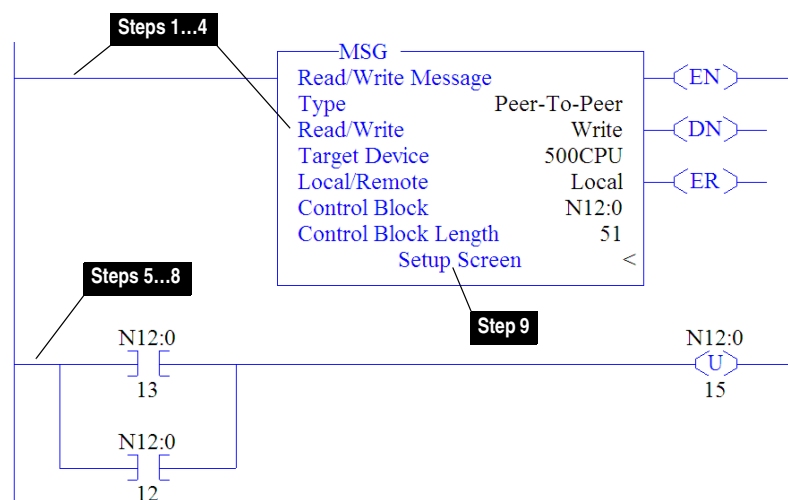 Steps 1...4
MSG
Read/Write Message
EN
Type Peer-To-Peer
Read/Write Write
DN
Target Device 500CPU
Local/Remote Local
ER
Control Block N12:0
Control Block Length 51
Setup Screen <
Steps 5...8
Step 9
N12:0
13
N12:0
U
15
N12:0
12